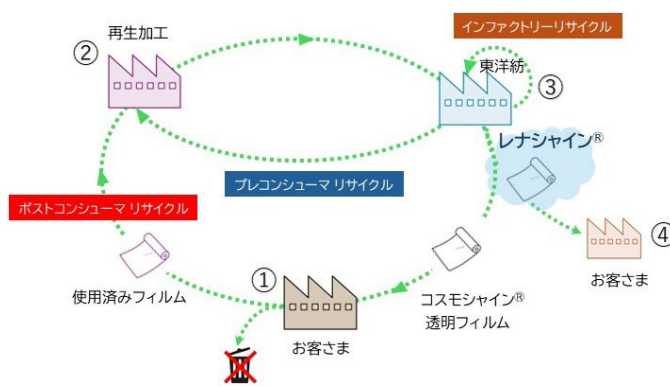 インファクトリーリサイクル
② 再生加工
東洋紡
③
レナシャイン®
プレコンシューマ リサイクル
ポストコンシューマ リサイクル
④
お客さま
①
使用済みフィルム
コスモシャイン®
透明フィルム
お客さま